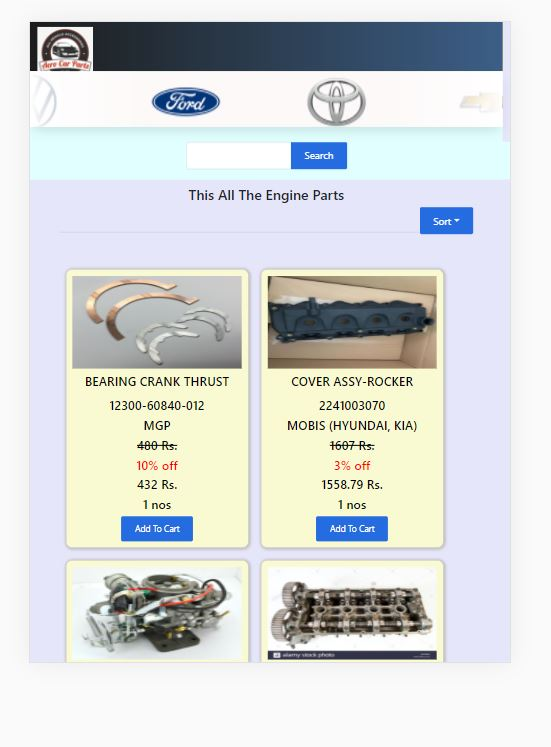 Acro Car Parts
Ford
Search
This All The Engine Parts
Sort
BEARING CRANK THRUST
12300-60840-012
MGP
480 Rs.
10% off
432 Rs.
1 nos
Add To Cart
COVER ASSY-ROCKER
2241003070
MOBIS (HYUNDAI, KIA)
1607 Rs.
3% off
1558.79 Rs.
1 nos
Add To Cart
alamy stock photo